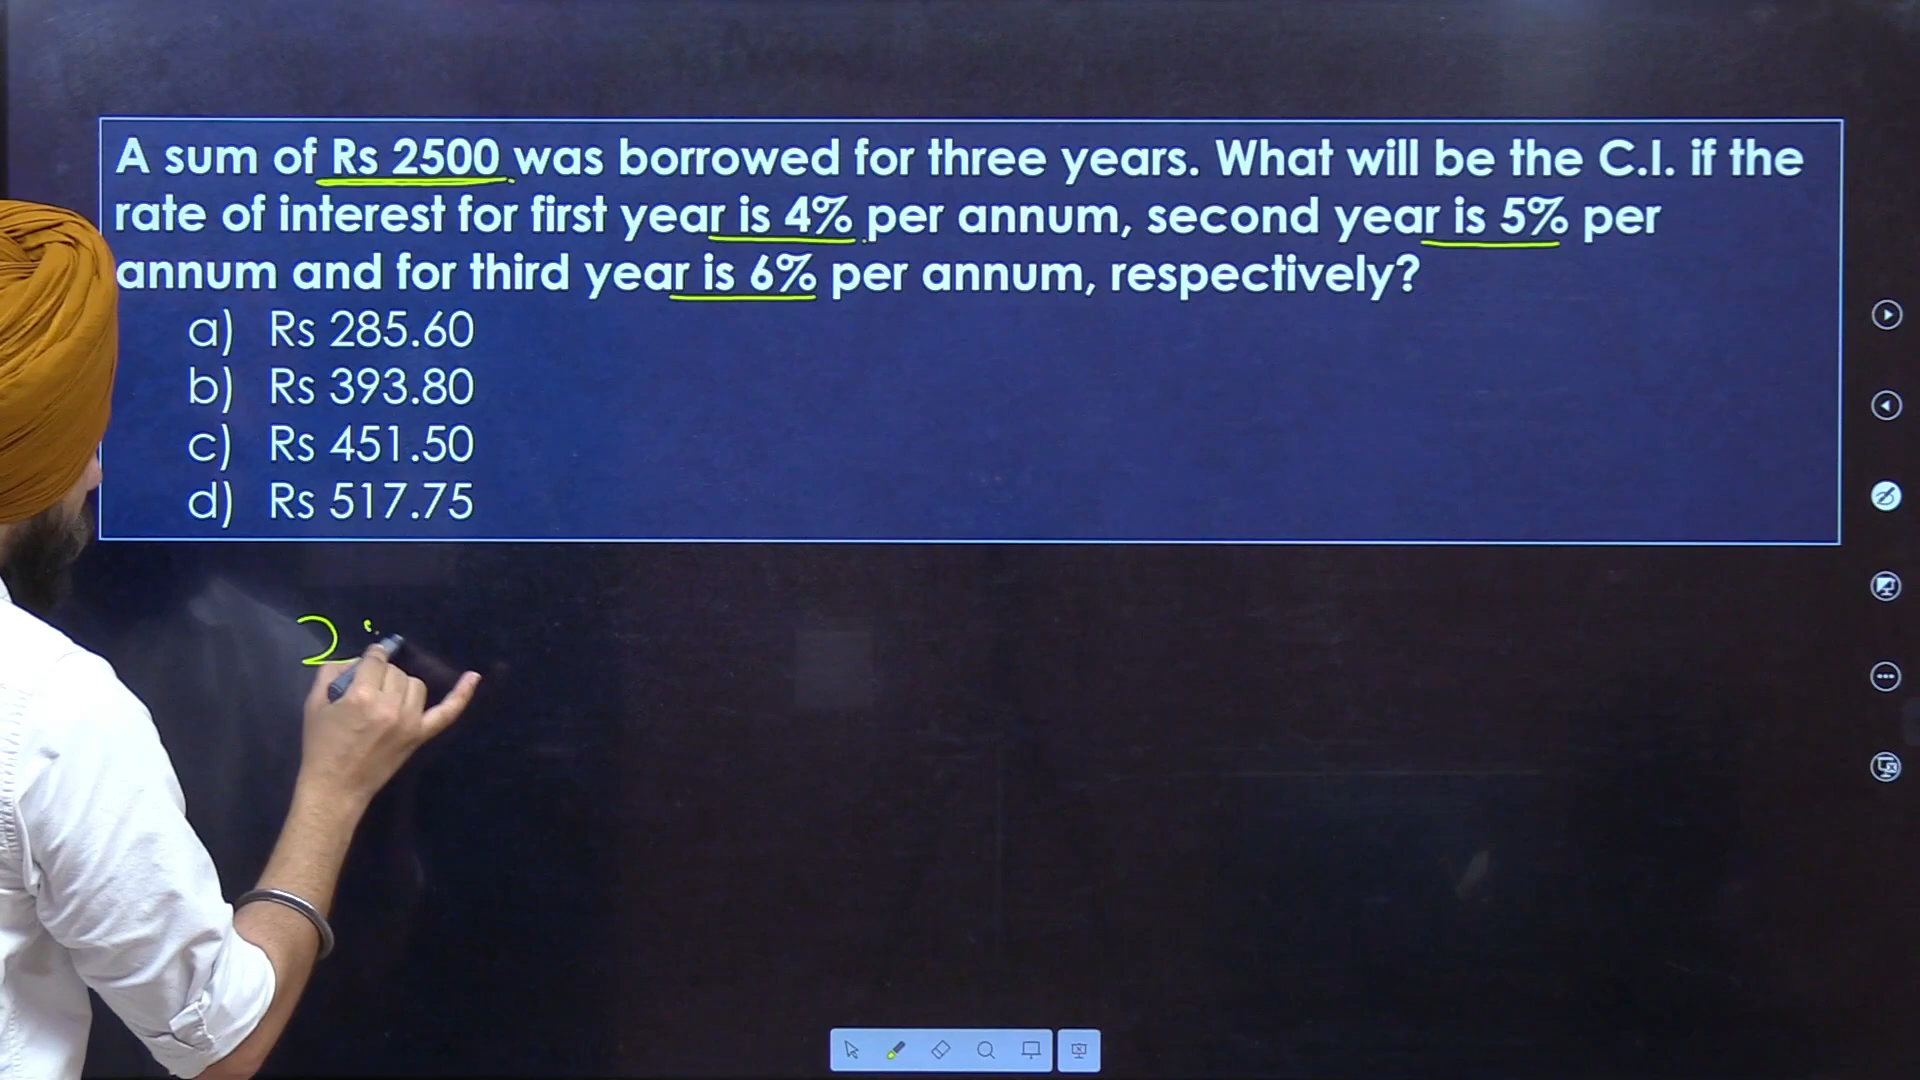 A sum of Rs 2500 was borrowed for three years. What will be the C.I. if the
rate of interest for first year is 4% per annum, second year is 5% per
annum and for third year is 6% per annum, respectively?
a) Rs 285.60
b) Rs 393.80
c) Rs 451.50
d) Rs 517.75
2